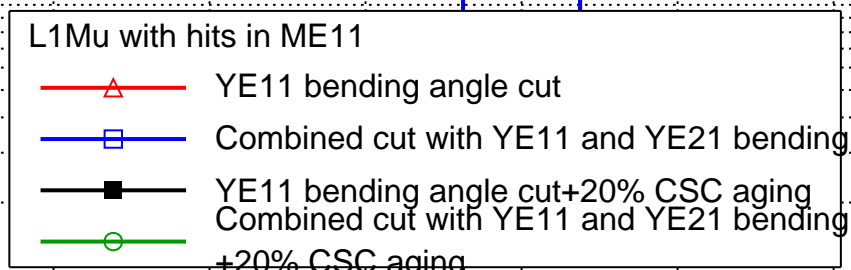 L1Mu with hits in ME11
YE11 bending angle cut
Combined cut with YE11 and YE21 bending
YE11 bending angle cut+20% CSC aging
Combined cut with YE11 and YE21 bending
+20% CSC aging